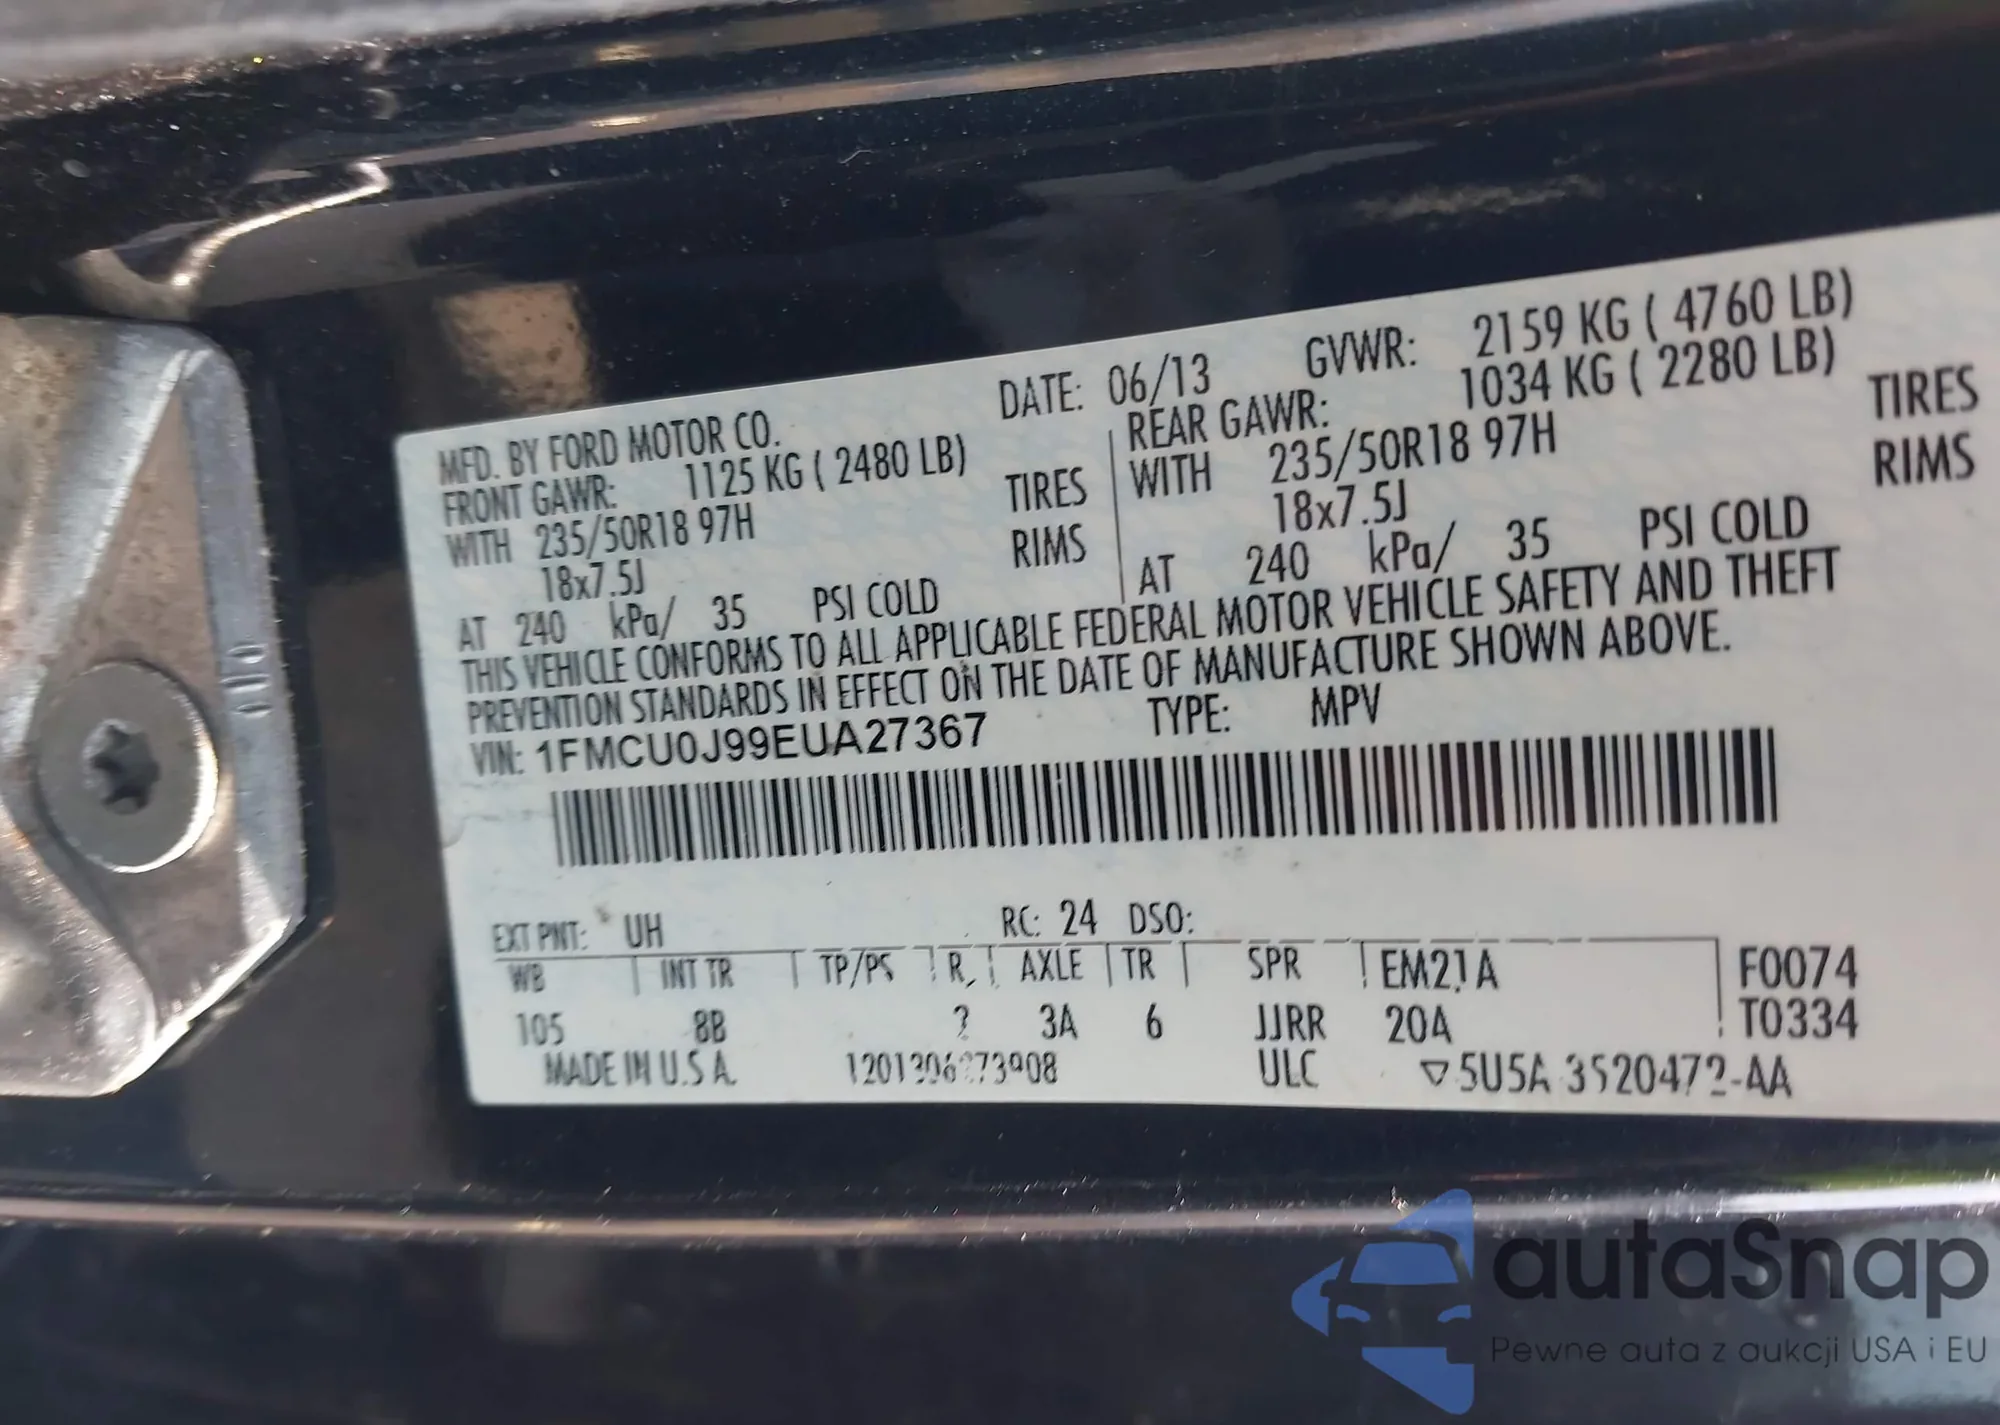 MFD. BY FORD MOTOR CO. DATE: 06/13 GVWR: 2159 KG ( 4760 LB)
FRONT GAWR: 1125 KG ( 2480 LB) REAR GAWR: 1034 KG ( 2280 LB)
WITH 235/50R18 97H TIRES WITH 235/50R18 97H TIRES
18x7.5J RIMS 18x7.5J RIMS
AT 240 kPa/ 35 PSI COLD AT 240 kPa/ 35 PSI COLD
THIS VEHICLE CONFORMS TO ALL APPLICABLE FEDERAL MOTOR VEHICLE SAFETY AND THEFT
PREVENTION STANDARDS IN EFFECT ON THE DATE OF MANUFACTURE SHOWN ABOVE.
VIN: 1FMCU0J99EUA27367 TYPE: MPV
EXT PNT: UH RC: 24 DSO:
WB INT TR TP/PS R AXLE TR SPR EM21A F0074
105 8B 3A 6 JJRR 20A T0334
MADE IN U.S.A. ULC
autaSnap
Pewne auta z aukcji USA i EU